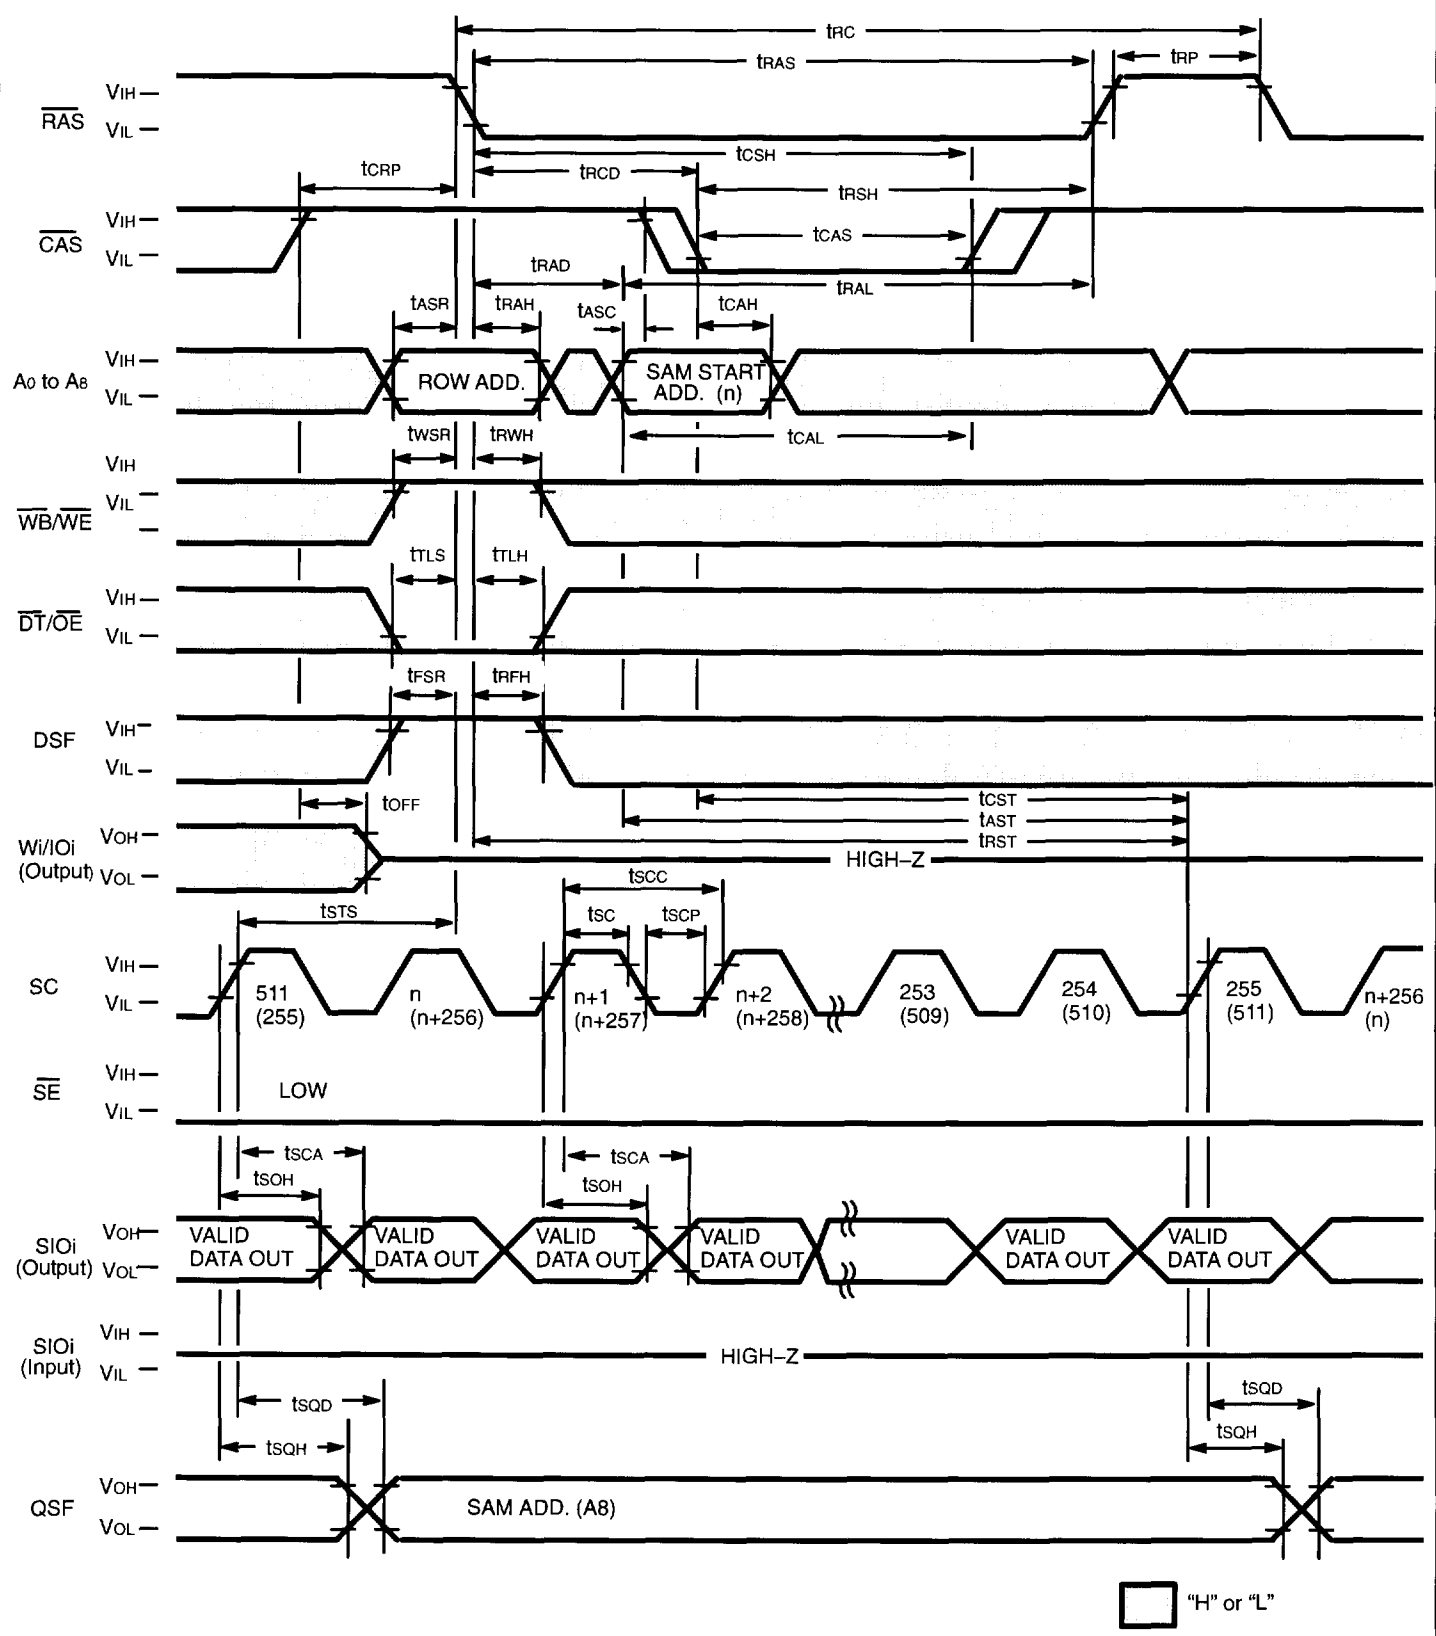 tRC
tRAS
tRP
RAS
VIH
VIL
tCSH
tRCD
tCRP
tRSH
CAS
VIH
VIL
tCAS
tRAD
tRAL
tASR
tRAH
tASC
tCAH
A0 to A8
VIH
VIL
ROW ADD.
SAM START
ADD. (n)
tWSR
tRWH
tCAL
WB/WE
VIH
VIL
tTLS
tTLH
DT/OE
VIH
VIL
tFSR
tRFH
DSF
VIH
VIL
tOFF
tCST
tAST
tRST
Wi/IOi
(Output)
VOH
VOL
HIGH–Z
tSTS
tSCC
tSC
tSCP
SC
VIH
VIL
511
(255)
n
(n+256)
n+1
(n+257)
n+2
(n+258)
253
(509)
254
(510)
255
(511)
n+256
(n)
SE
VIH
VIL
LOW
tSCA
tSOH
tSCA
tSOH
SIOi
(Output)
VOH
VOL
VALID
DATA OUT
VALID
DATA OUT
VALID
DATA OUT
VALID
DATA OUT
VALID
DATA OUT
VALID
DATA OUT
SIOi
(Input)
VIH
VIL
HIGH–Z
tSQD
tSQH
tSQD
tSQH
QSF
VOH
VOL
SAM ADD. (A8)
“H” or “L”